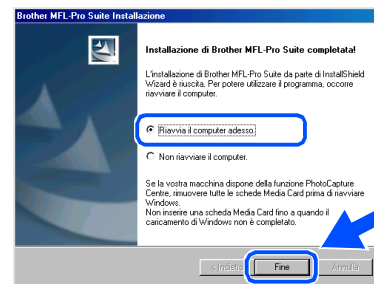 Brother MFL-Pro Suite Installazione
Installazione di Brother MFL-Pro Suite completata!
L'installazione di Brother MFL-Pro Suite da parte di InstallShield
Wizard è riuscita. Per potere utilizzare il programma, occorre
riavviare il computer.
Riavvia il computer adesso.
Non riavviare il computer.
Se la vostra macchina dispone della funzione PhotoCapture
Centre, rimuovere tutte le schede Media Card prima di riavviare
Windows.
Non inserire una scheda Media Card fino a quando il
caricamento di Windows non è completato.
< Indietro Fine Annulla